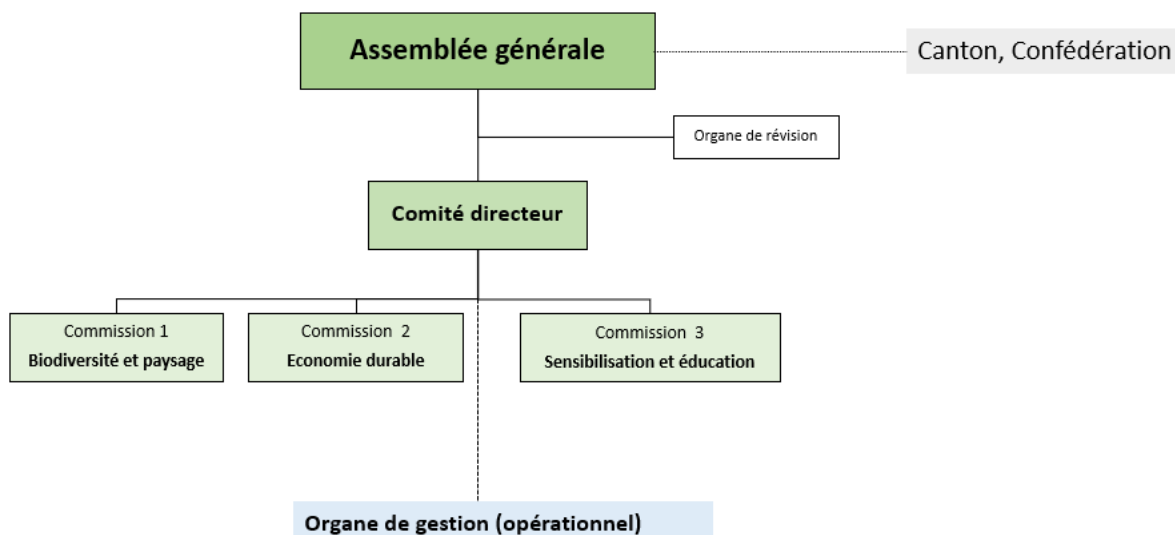 Assemblée générale
Canton, Confédération
Organe de révision
Comité directeur
Commission 1
Biodiversité et paysage
Commission 2
Economie durable
Commission 3
Sensibilisation et éducation
Organe de gestion (opérationnel)